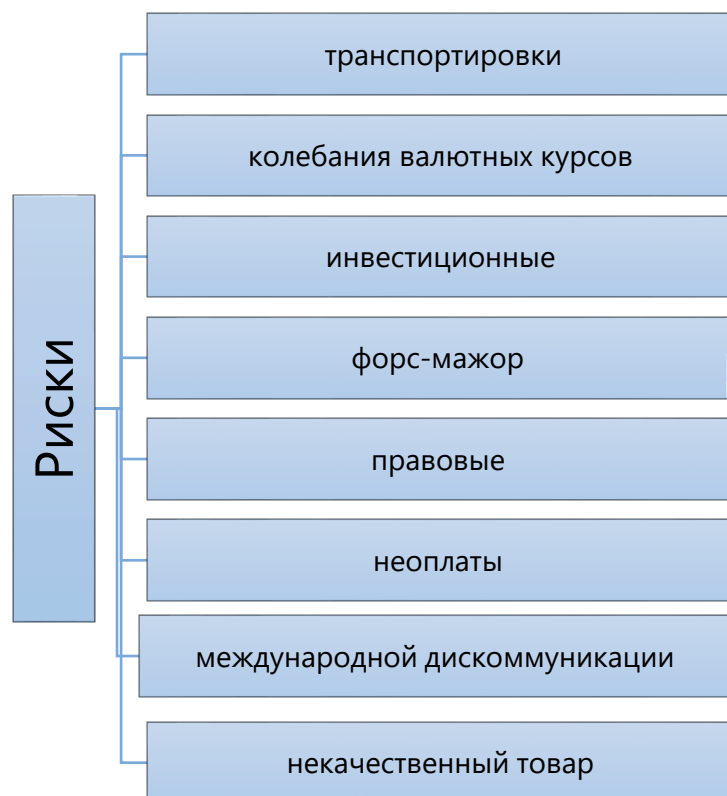 Риски
транспортировки
колебания валютных курсов
инвестиционные
форс-мажор
правовые
неоплаты
международной дискоммуникации
некачественный товар